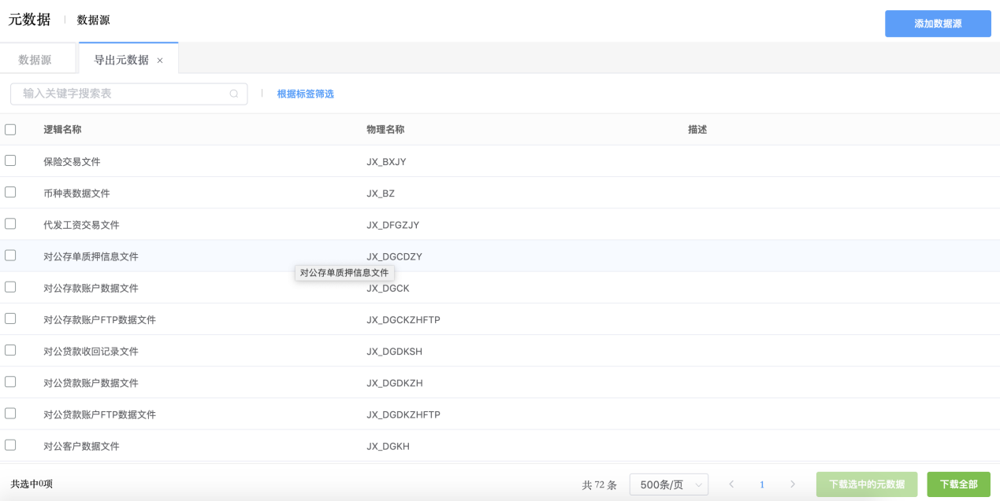 元数据 数据源
添加数据源
数据源 导出元数据 ×
输入关键字搜索表 根据标签筛选
逻辑名称 物理名称 描述
保险交易文件 JX_BXJY
币种表数据文件 JX_BZ
代发工资交易文件 JX_DFGZJY
对公存单质押信息文件 JX_DGCDZY
对公存单质押信息文件
对公存款账户数据文件 JX_DGCK
对公存款账户FTP数据文件 JX_DGCKZHFTP
对公贷款收回记录文件 JX_DGDKSH
对公贷款账户数据文件 JX_DGDKZH
对公贷款账户FTP数据文件 JX_DGDKZHFTP
对公客户数据文件 JX_DGKH
共选中0项 共 72 条 500条/页 1 下载选中的元数据 下载全部